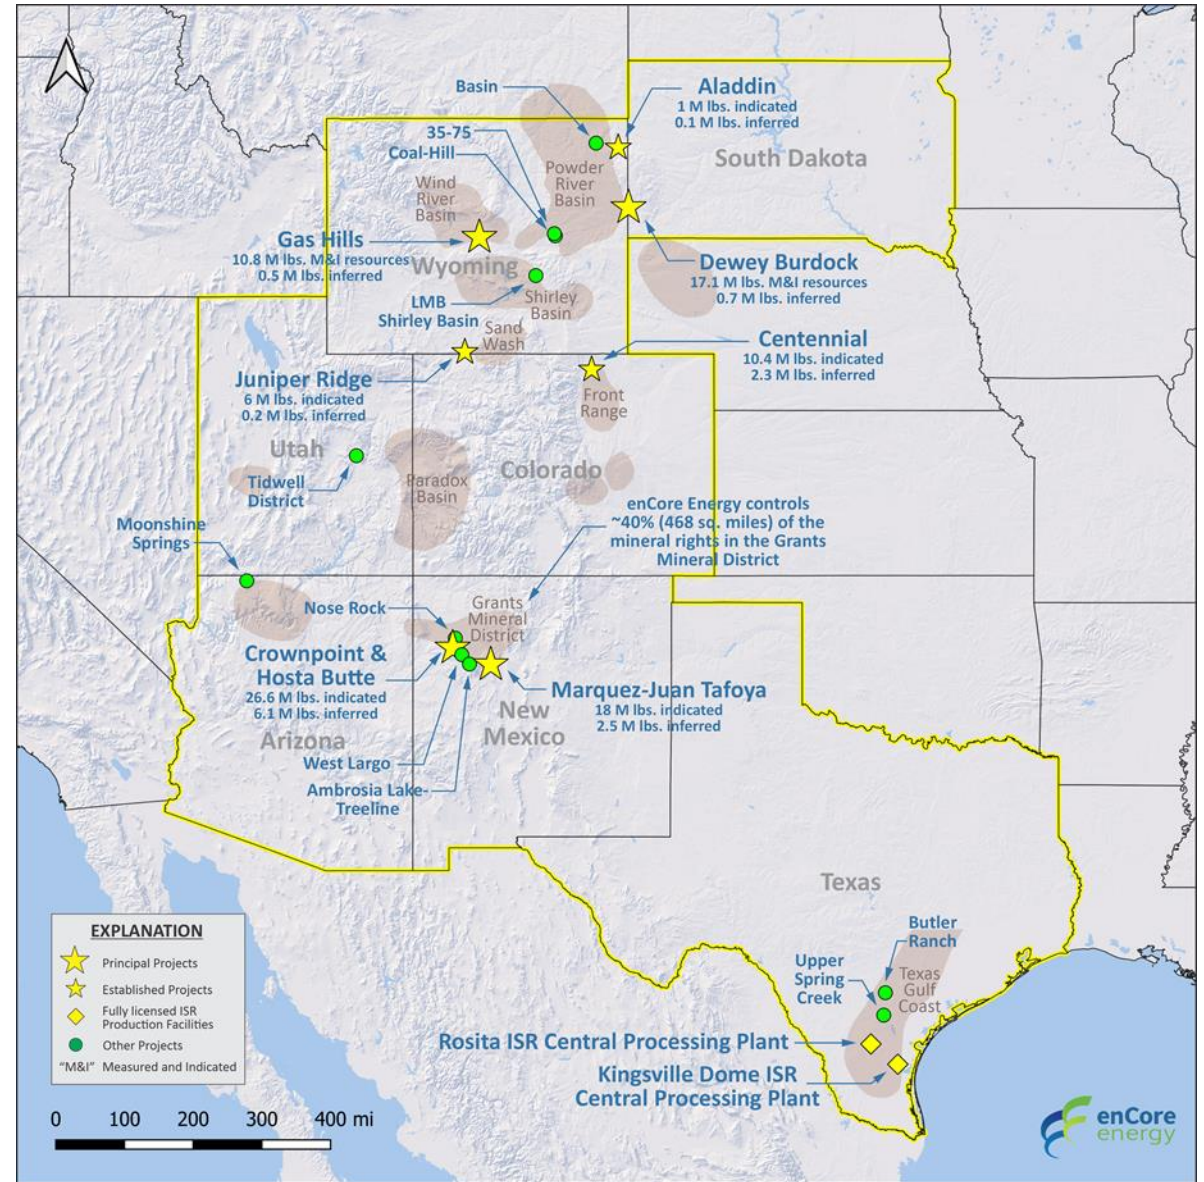 Basin
Aladdin
1 M lbs. indicated
0.1 M lbs. inferred
35-75
Coal-Hill
South Dakota
Powder
River
Basin
Wind
River
Basin
Gas Hills
10.8 M lbs. M&I resources
0.5 M lbs. inferred
Wyoming
Dewey Burdock
17.1 M lbs. M&I resources
0.7 M lbs. inferred
LMB
Shirley Basin
Shirley
Basin
Sand
Wash
Centennial
10.4 M lbs. indicated
2.3 M lbs. inferred
Juniper Ridge
6 M lbs. indicated
0.2 M lbs. inferred
Front
Range
Utah
Tidwell
District
Paradox
Basin
Colorado
enCore Energy controls
~40% (468 sq. miles) of the
mineral rights in the Grants
Mineral District
Moonshine
Springs
Nose Rock
Grants
Mineral
District
Crownpoint &
Hosta Butte
26.6 M lbs. indicated
6.1 M lbs. inferred
Marquez-Juan Tafoya
18 M lbs. indicated
2.5 M lbs. inferred
New
Mexico
Arizona
West Largo
Ambrosia Lake-
Treeline
Texas
Butler
Ranch
Upper
Spring
Creek
Texas
Gulf
Coast
Rosita ISR Central Processing Plant
Kingsville Dome ISR
Central Processing Plant
EXPLANATION
Principal Projects
Established Projects
Fully licensed ISR
Production Facilities
Other Projects
"M&I" Measured and Indicated
0 100 200 300 400 mi
enCore
energy